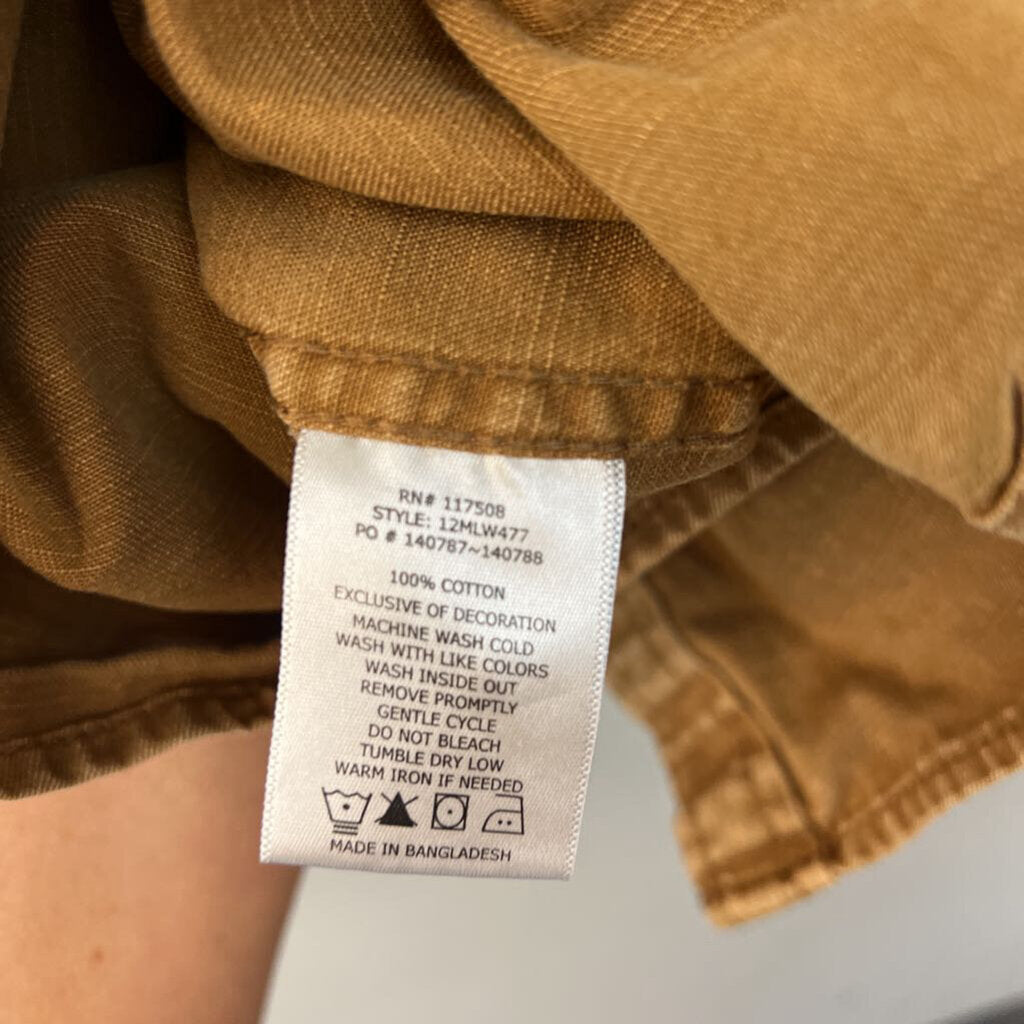 RN# 117508
STYLE: 12MLW477
PO # 140787~140788
100% COTTON
EXCLUSIVE OF DECORATION
MACHINE WASH COLD
WASH WITH LIKE COLORS
WASH INSIDE OUT
REMOVE PROMPTLY
GENTLE CYCLE
DO NOT BLEACH
TUMBLE DRY LOW
WARM IRON IF NEEDED
MADE IN BANGLADESH